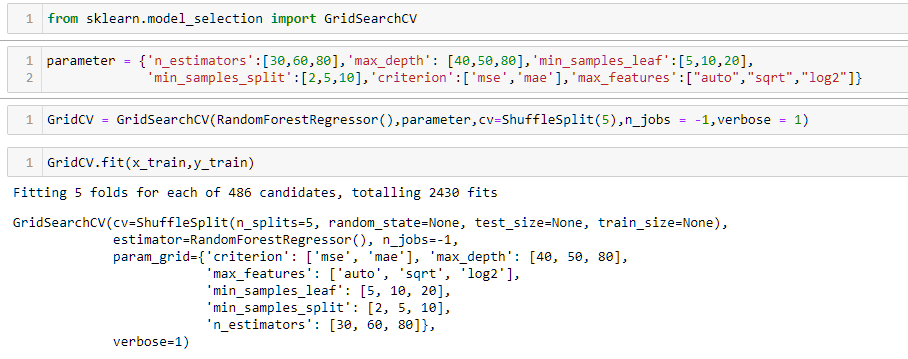 1 from sklearn.model_selection import GridSearchCV
1 parameter = {'n_estimators':[30,60,80],'max_depth': [40,50,80],'min_samples_leaf':[5,10,20],
2 'min_samples_split':[2,5,10],'criterion':['mse','mae'],'max_features':["auto","sqrt","log2"]}
1 GridCV = GridSearchCV(RandomForestRegressor(),parameter,cv=ShuffleSplit(5),n_jobs = -1,verbose = 1)
1 GridCV.fit(x_train,y_train)
Fitting 5 folds for each of 486 candidates, totalling 2430 fits
GridSearchCV(cv=ShuffleSplit(n_splits=5, random_state=None, test_size=None, train_size=None),
estimator=RandomForestRegressor(), n_jobs=-1,
param_grid={'criterion': ['mse', 'mae'], 'max_depth': [40, 50, 80],
'max_features': ['auto', 'sqrt', 'log2'],
'min_samples_leaf': [5, 10, 20],
'min_samples_split': [2, 5, 10],
'n_estimators': [30, 60, 80]},
verbose=1)